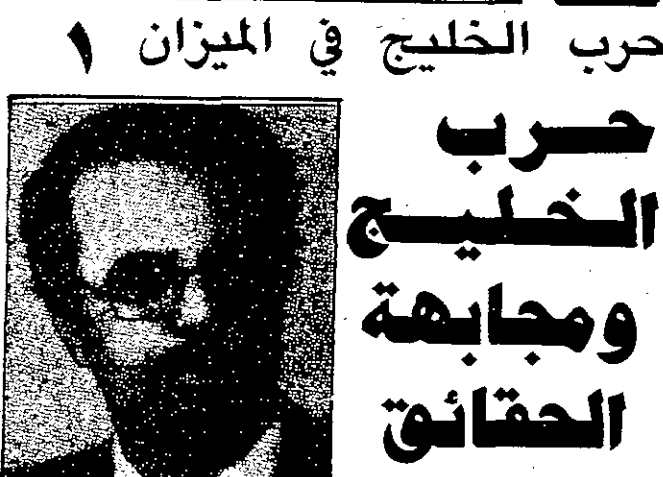 حرب الخليج في الميزان ١
حرب
الخليج
ومجابهة
الحقائق